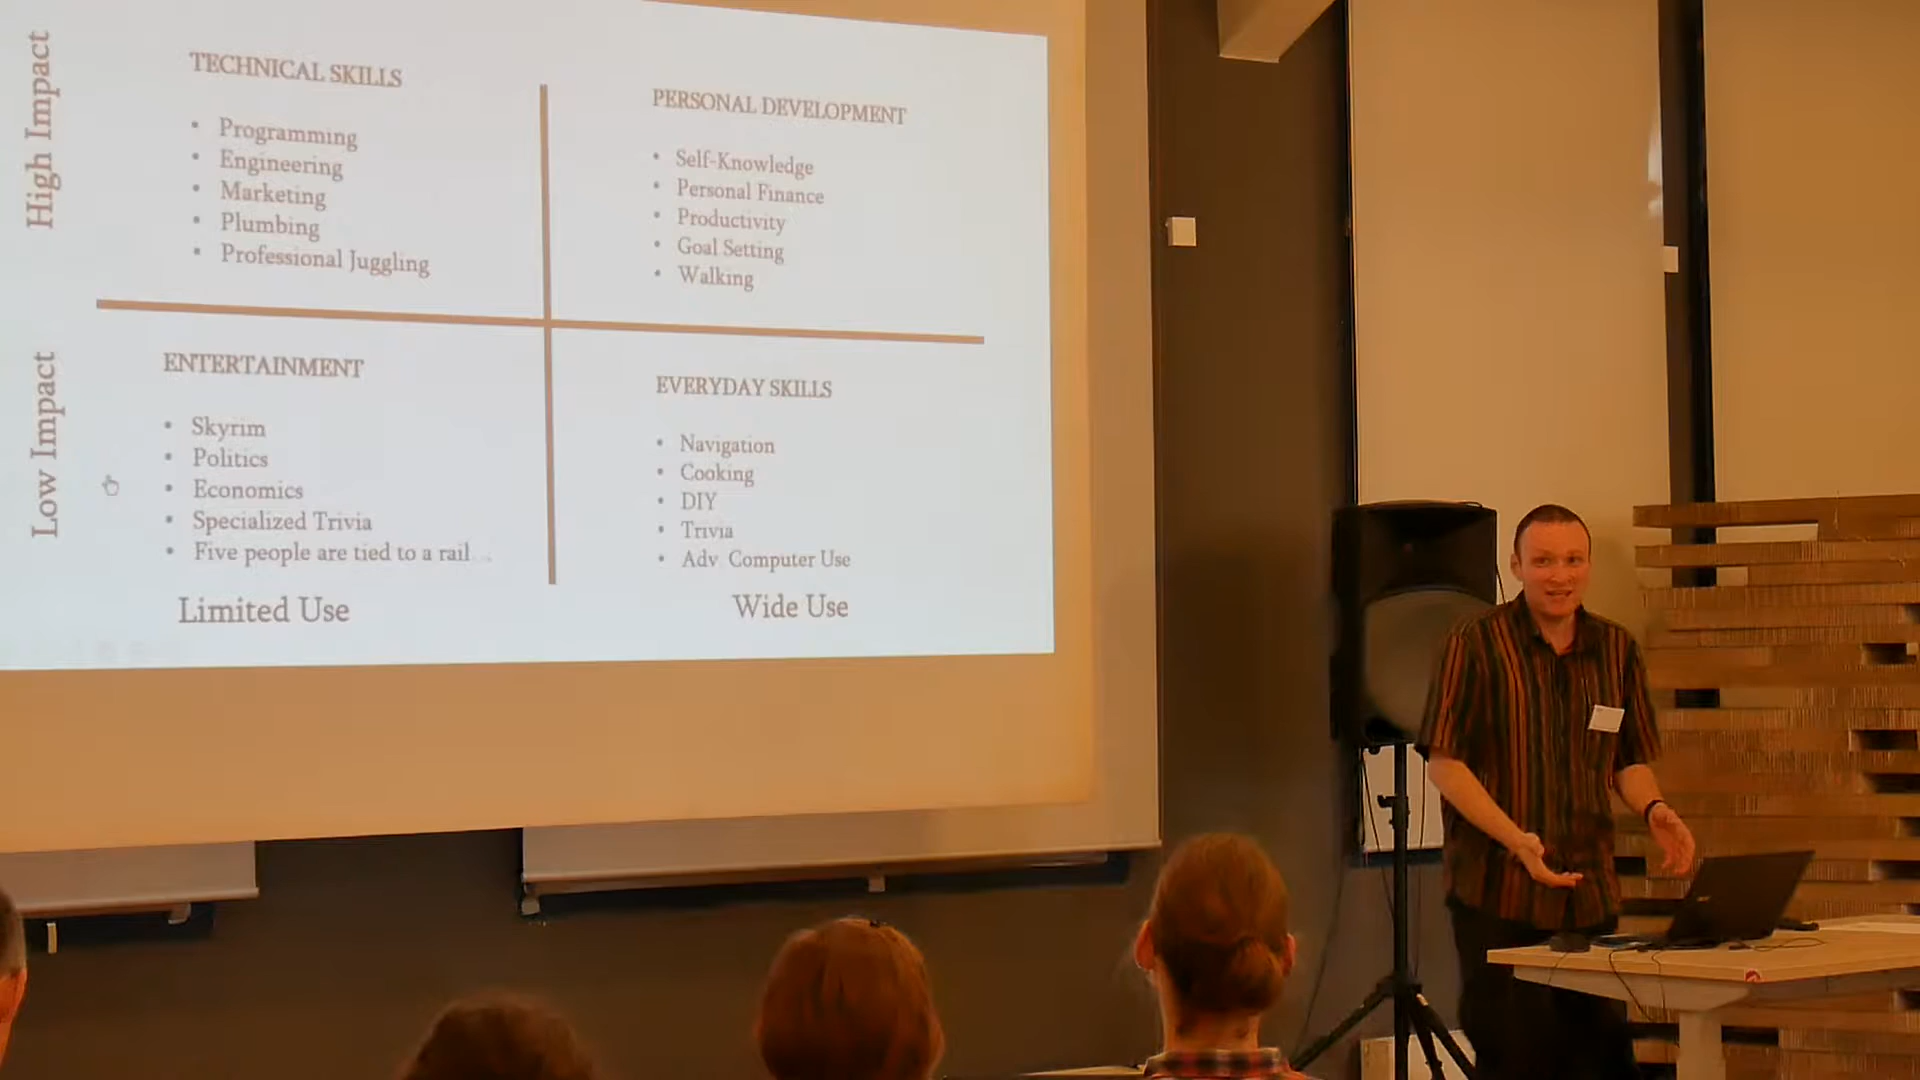 High Impact
TECHNICAL SKILLS
• Programming
• Engineering
• Marketing
• Plumbing
• Professional Juggling
PERSONAL DEVELOPMENT
• Self-Knowledge
• Personal Finance
• Productivity
• Goal Setting
• Walking
Low Impact
ENTERTAINMENT
• Skyrim
• Politics
• Economics
• Specialized Trivia
• Five people are tied to a rail...
EVERYDAY SKILLS
• Navigation
• Cooking
• DIY
• Trivia
• Adv. Computer Use
Limited Use
Wide Use